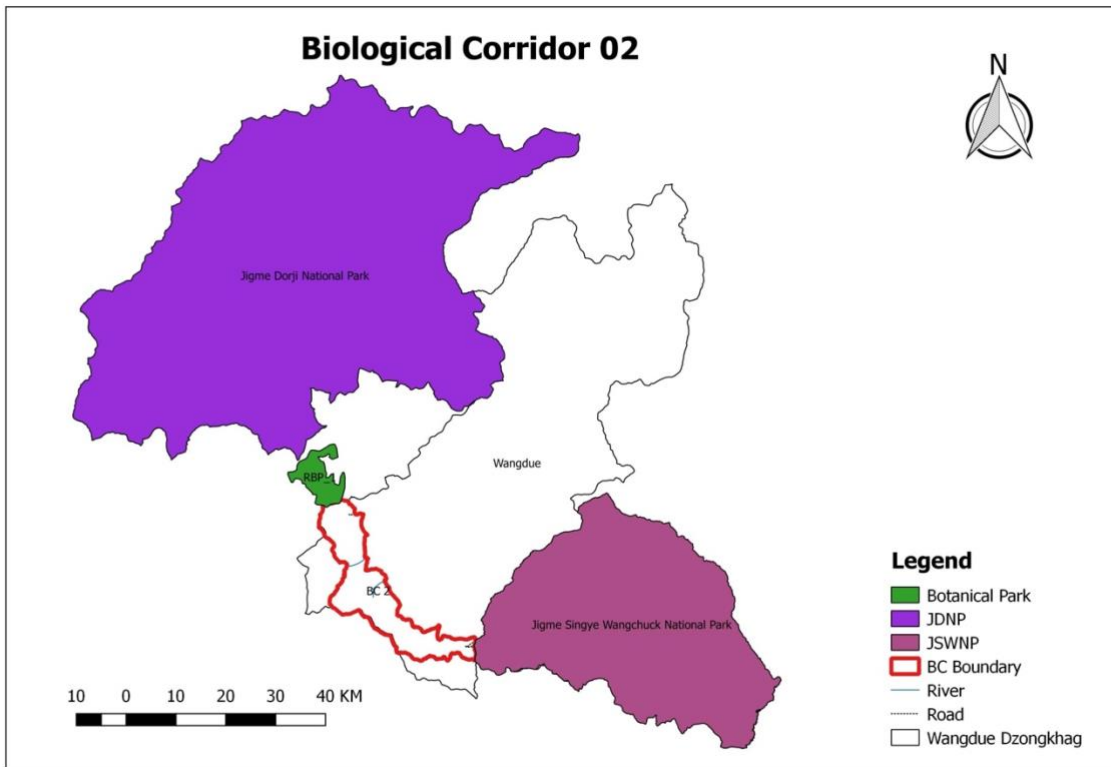 Biological Corridor 02
N
Jigme Dorji National Park
Wangdue
RBP_
BC 2
Jigme Singye Wangchuck National Park
Legend
Botanical Park
JDNP
JSWNP
BC Boundary
River
Road
Wangdue Dzongkhag
10 0 10 20 30 40 KM